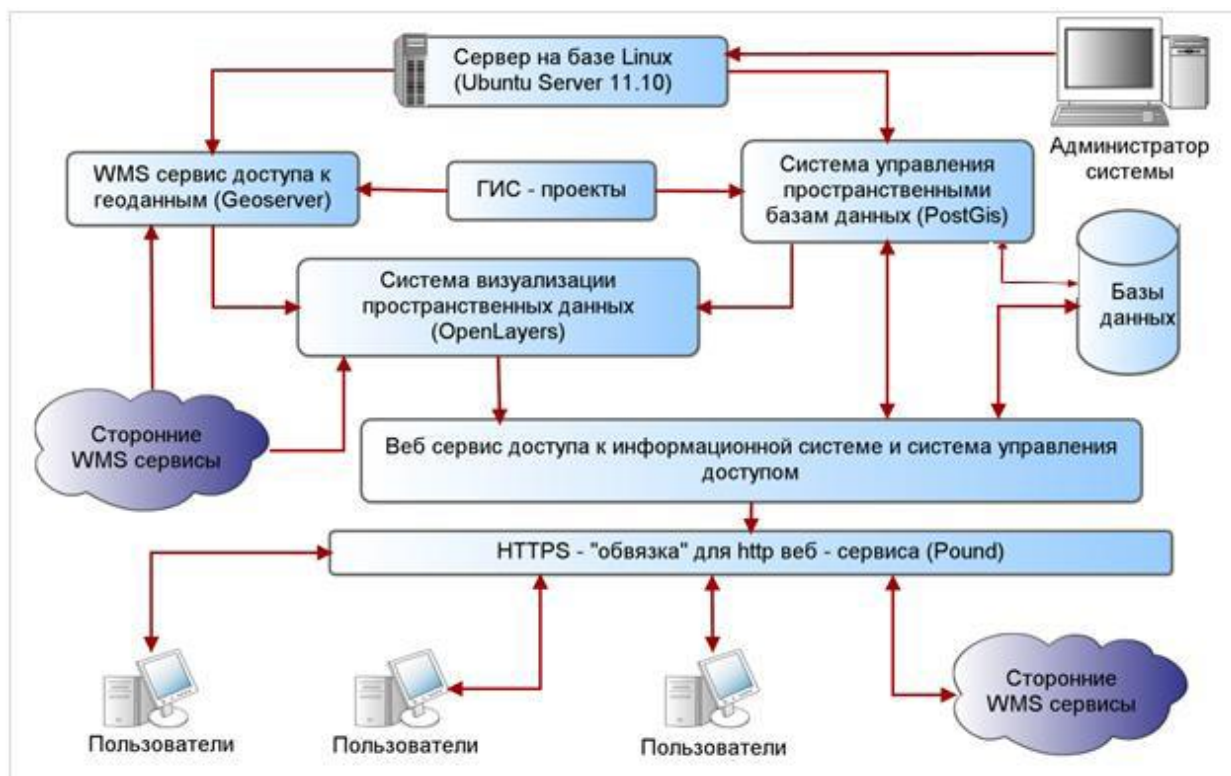 Сервер на базе Linux
(Ubuntu Server 11.10)
Администратор
системы
WMS сервис доступа к
геоданным (Geoserver)
ГИС - проекты
Система управления
пространственными
базам данных (PostGis)
Система визуализации
пространственных данных
(OpenLayers)
Базы
данных
Сторонние
WMS сервисы
Веб сервис доступа к информационной системе и система управления
доступом
HTTPS - "обвязка" для http веб - сервиса (Pound)
Пользователи
Пользователи
Пользователи
Сторонние
WMS сервисы